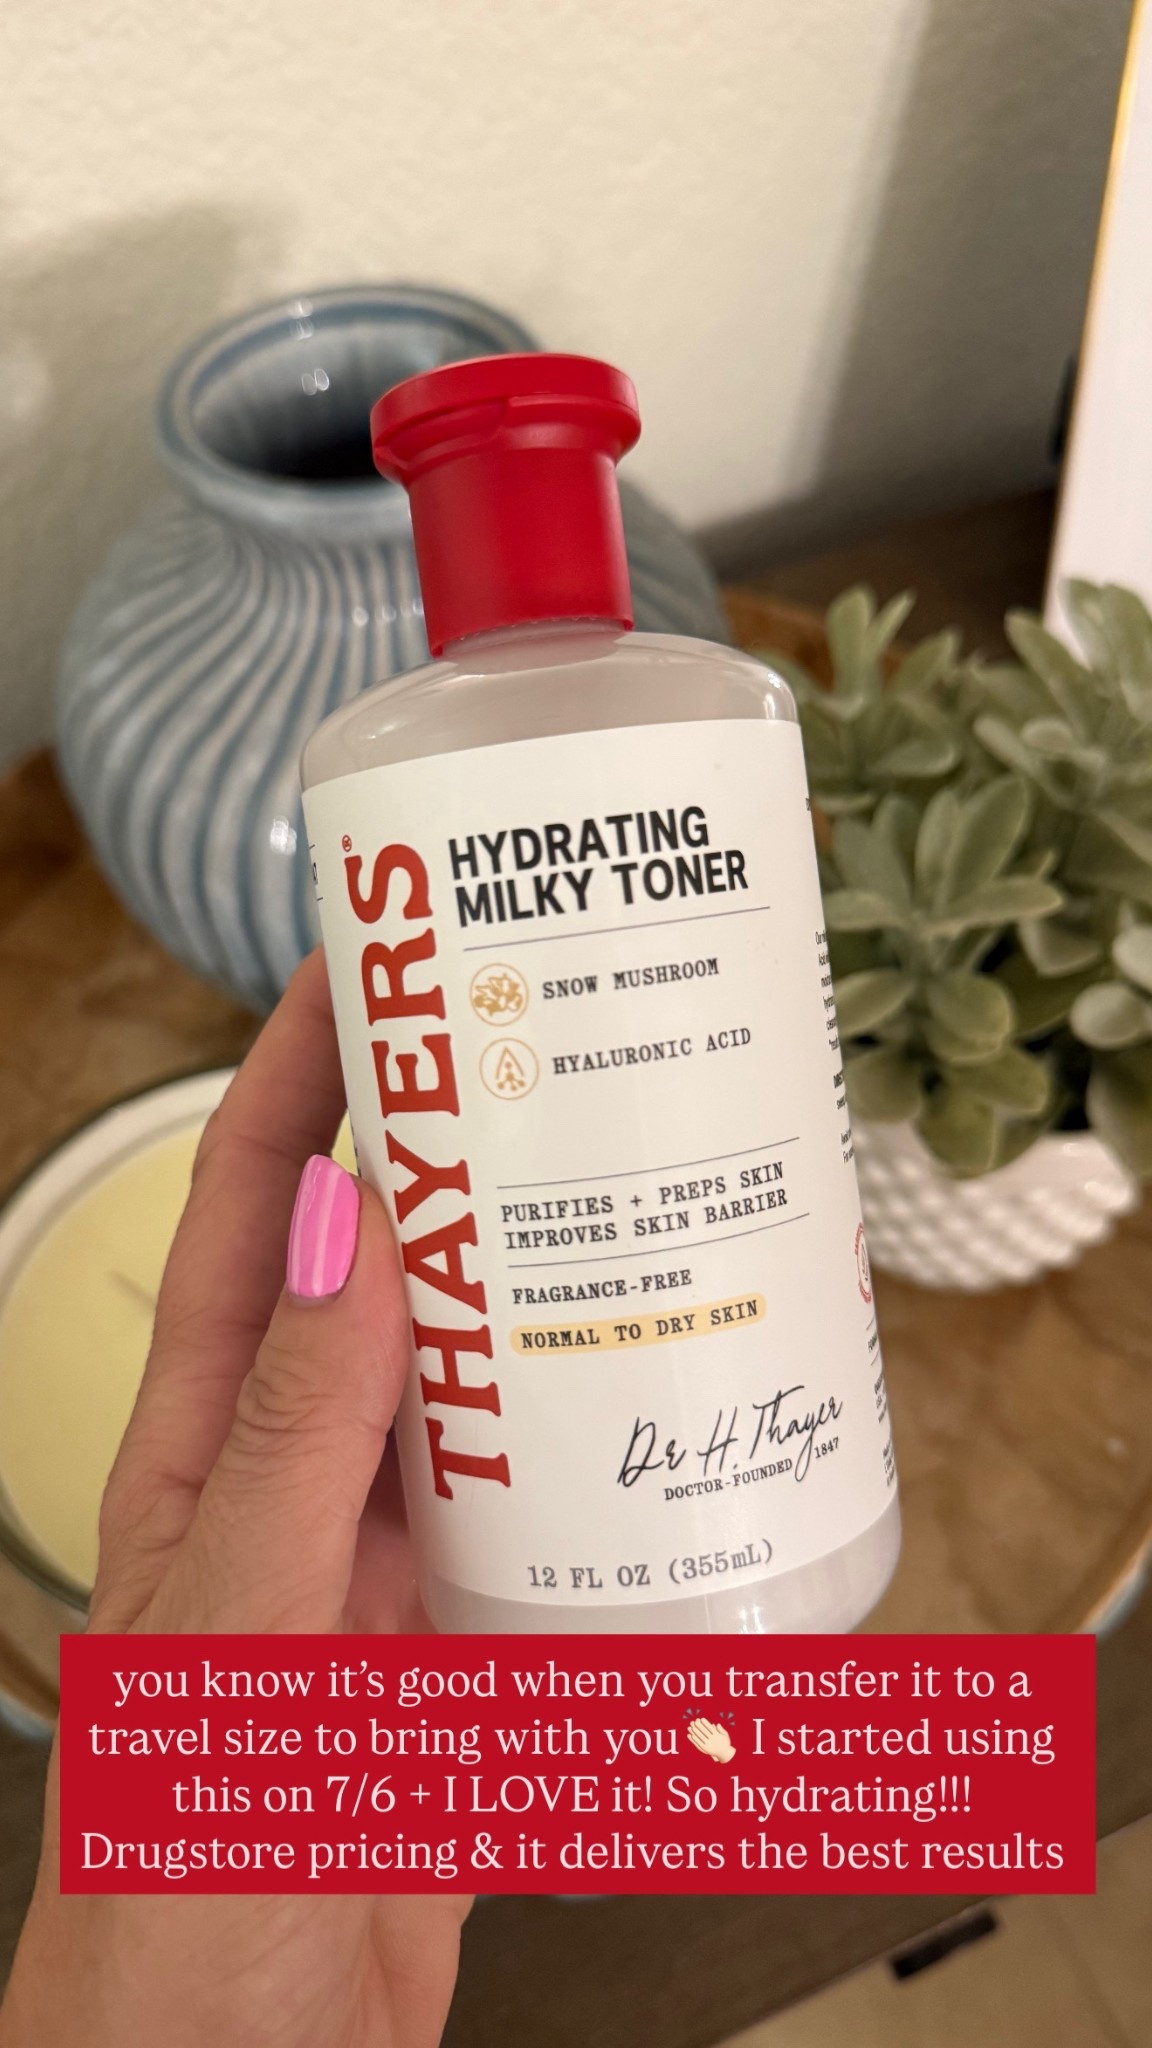 THAYERS®
HYDRATING
MILKY TONER
SNOW MUSHROOM
HYALURONIC ACID
PURIFIES + PREPS SKIN
IMPROVES SKIN BARRIER
FRAGRANCE-FREE
NORMAL TO DRY SKIN
Dr H. Thayer
DOCTOR-FOUNDED 1847
12 FL OZ (355mL)
you know it’s good when you transfer it to a
travel size to bring with you👏🏻 I started using
this on 7/6 + I LOVE it! So hydrating!!!
Drugstore pricing & it delivers the best results